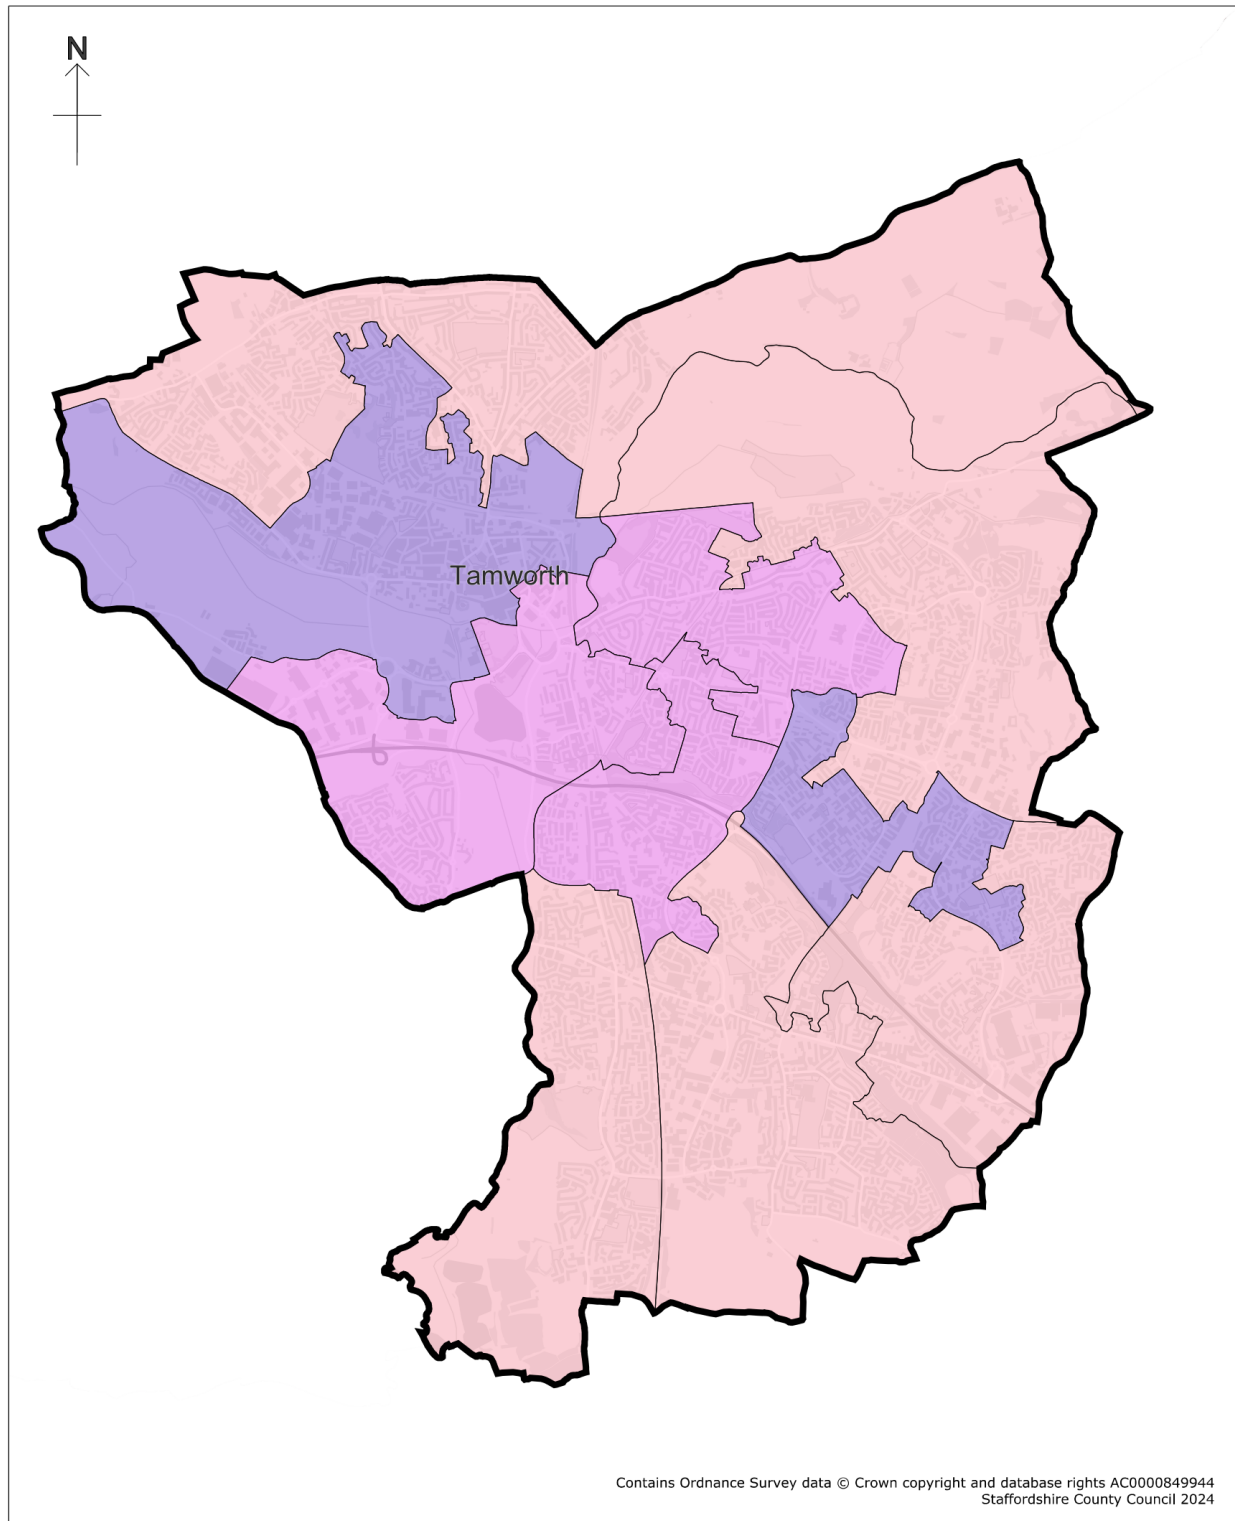 N
Tamworth
Contains Ordnance Survey data © Crown copyright and database rights AC0000849944
Staffordshire County Council 2024